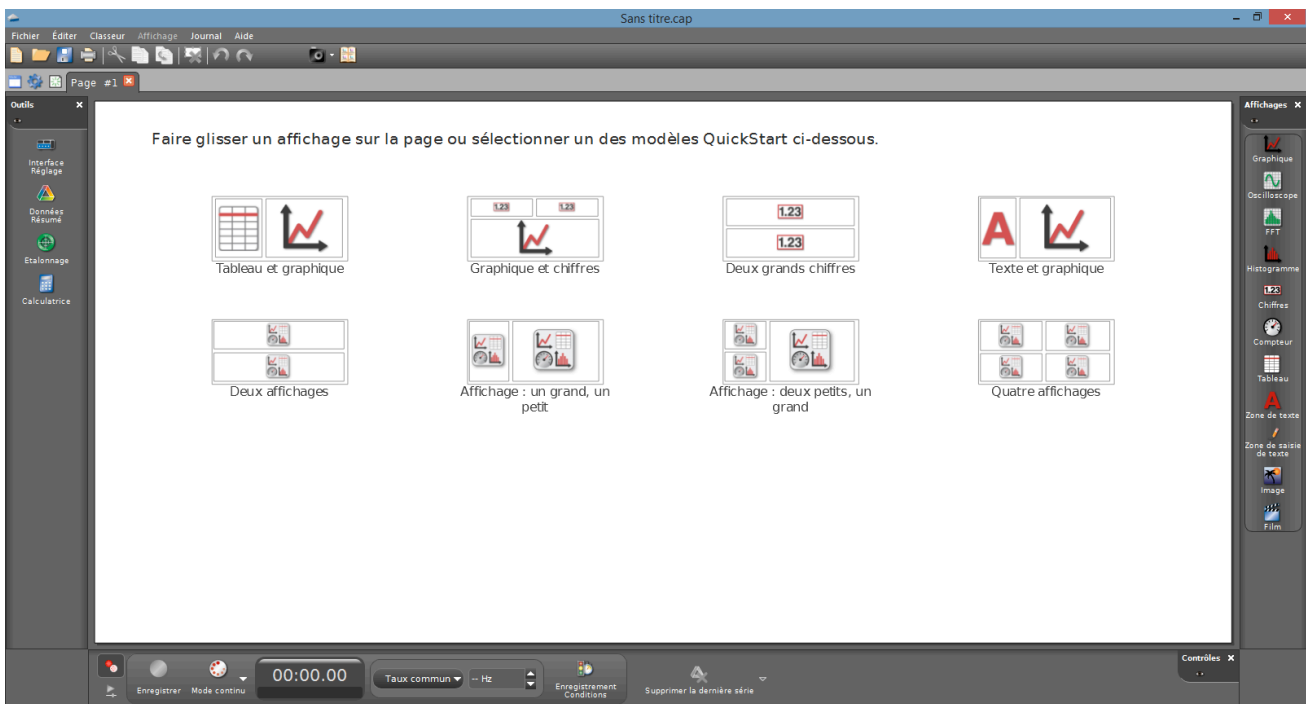 Sans titre.cap
Fichier Éditer Classeur Affichage Journal Aide
Page #1
Outils
Affichages
Faire glisser un affichage sur la page ou sélectionner un des modèles QuickStart ci-dessous.
Interface
Réglage
Données
Résumé
Etalonnage
Calculatrice
1.23 1.23
1.23
1.23
A
Tableau et graphique
Graphique et chiffres
Deux grands chiffres
Texte et graphique
Deux affichages
Affichage : un grand, un
petit
Affichage : deux petits, un
grand
Quatre affichages
Graphique
Oscilloscope
FFT
Histogramme
1.23
Chiffres
Compteur
Tableau
A
Zone de texte
Zone de saisie
de texte
Image
Film
Contrôles
Enregistrer
Mode continu
00:00.00
Taux commun
-- Hz
Enregistrement
Conditions
Supprimer la dernière série